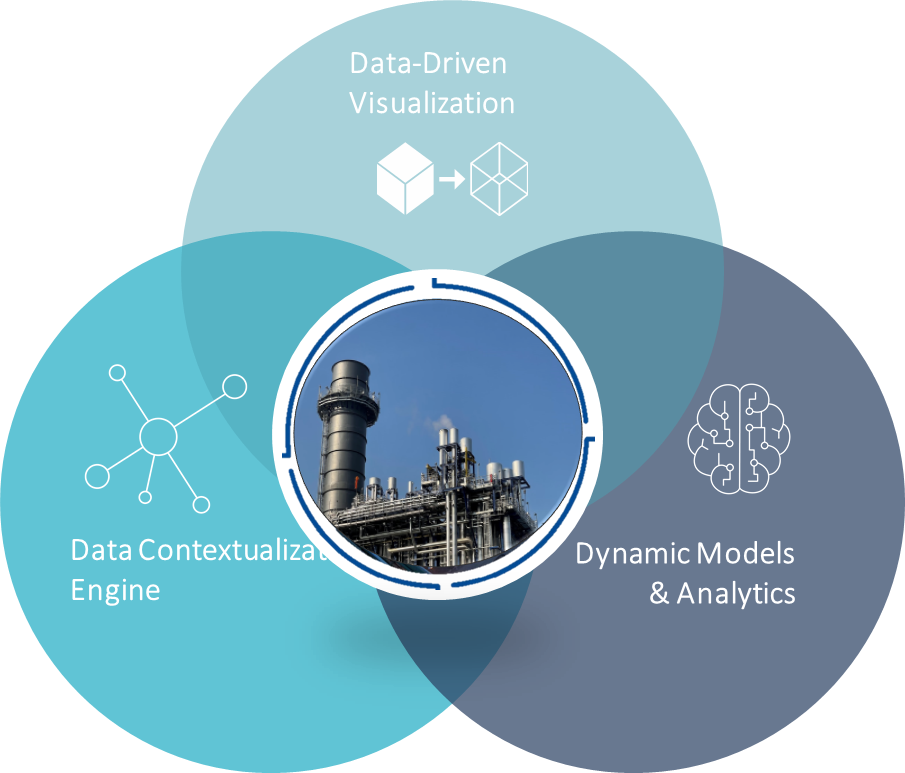 Data-Driven
Visualization
Data Contextualizat
Engine
Dynamic Models
& Analytics